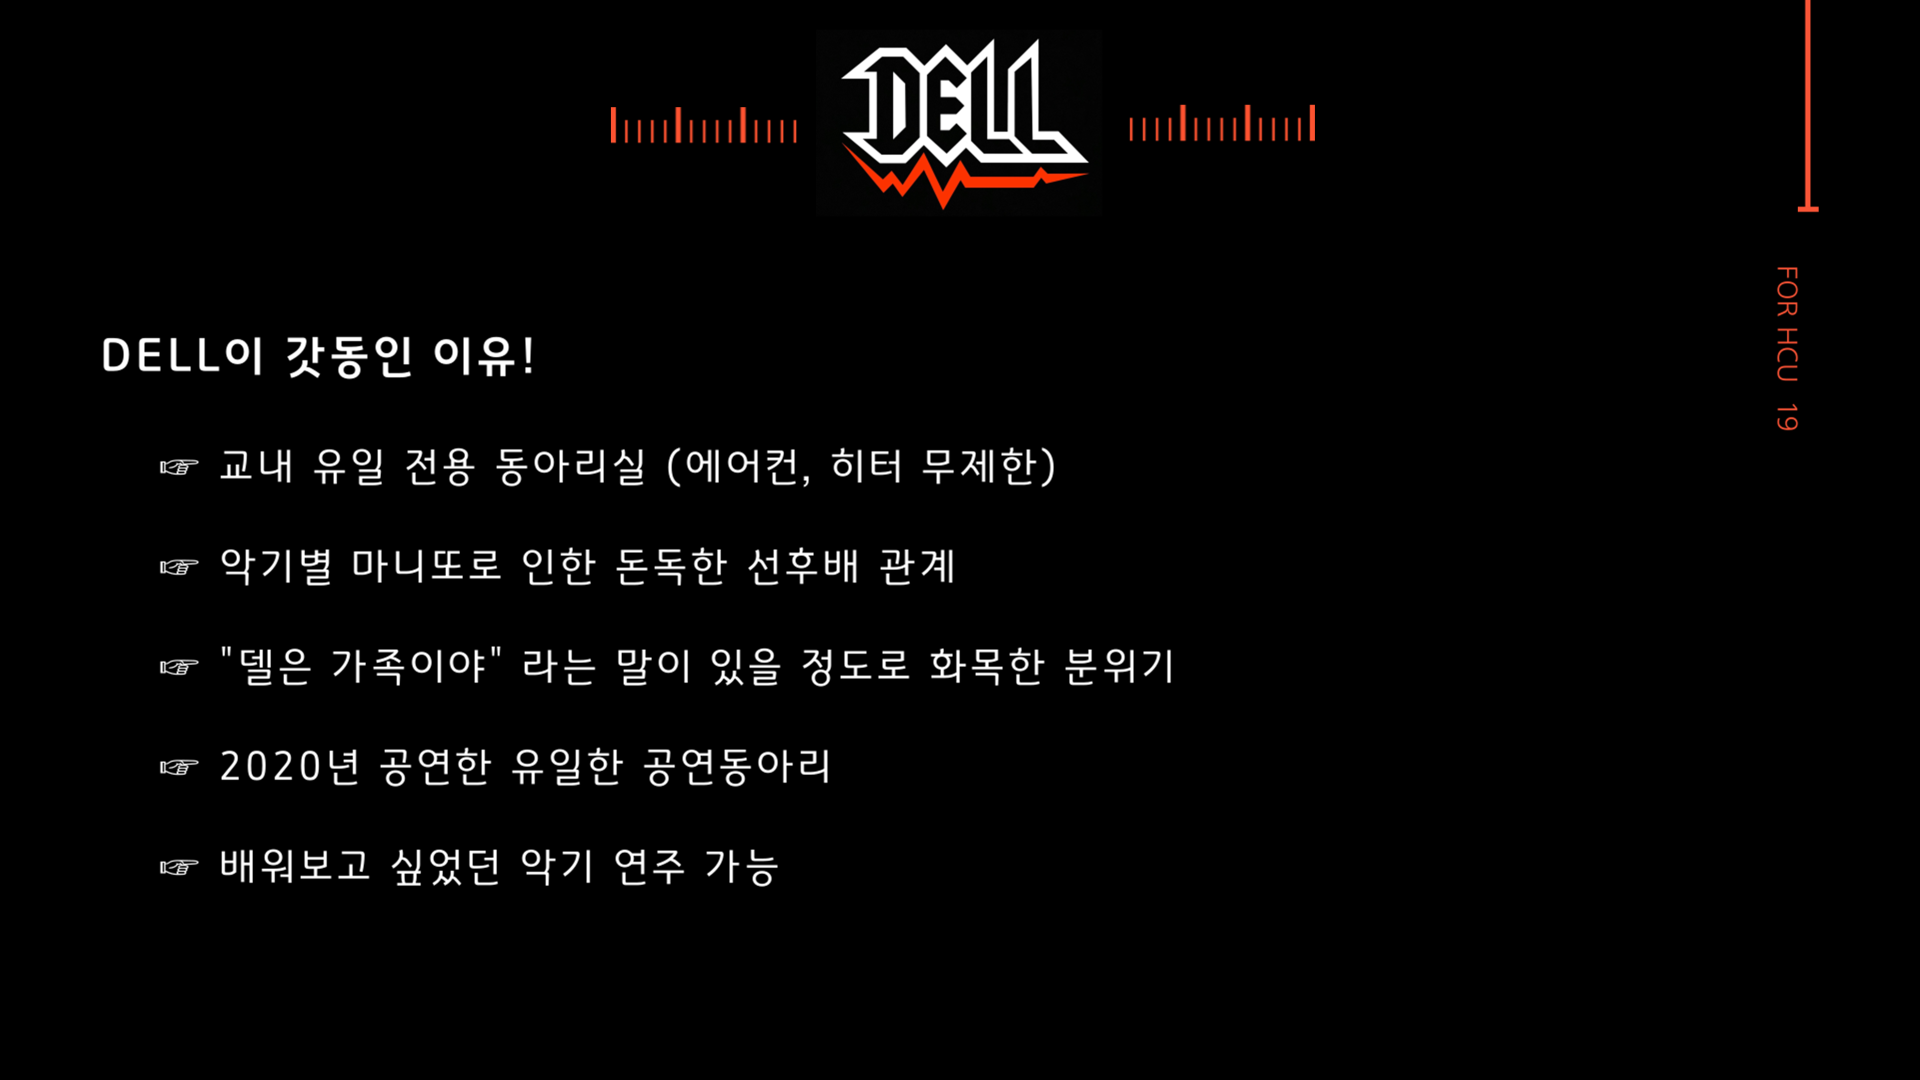 DELL
FOR HCU 19
DELL이 갓동인 이유!
☞ 교내 유일 전용 동아리실 (에어컨, 히터 무제한)
☞ 악기별 마니또로 인한 돈독한 선후배 관계
☞ "델은 가족이야" 라는 말이 있을 정도로 화목한 분위기
☞ 2020년 공연한 유일한 공연동아리
☞ 배워보고 싶었던 악기 연주 가능